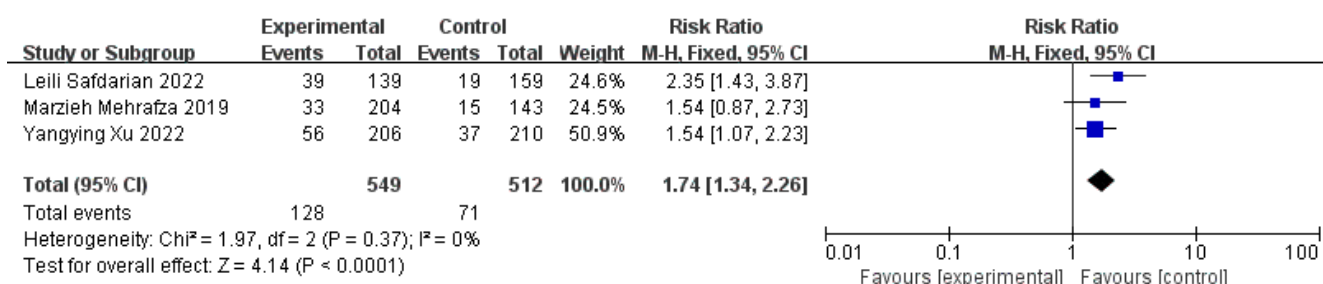 Experimental Control Risk Ratio Risk Ratio
Study or Subgroup Events Total Events Total Weight M-H, Fixed, 95% CI M-H, Fixed, 95% CI
Leili Safdarian 2022 39 139 19 159 24.6% 2.35 [1.43, 3.87]
Marzieh Mehrafza 2019 33 204 15 143 24.5% 1.54 [0.87, 2.73]
Yangying Xu 2022 56 206 37 210 50.9% 1.54 [1.07, 2.23]
Total (95% CI) 549 512 100.0% 1.74 [1.34, 2.26]
Total events 128 71
Heterogeneity: Chi² = 1.97, df = 2 (P = 0.37); I² = 0%
Test for overall effect: Z = 4.14 (P < 0.0001)
0.01 0.1 1 10 100
Favours [experimental] Favours [control]